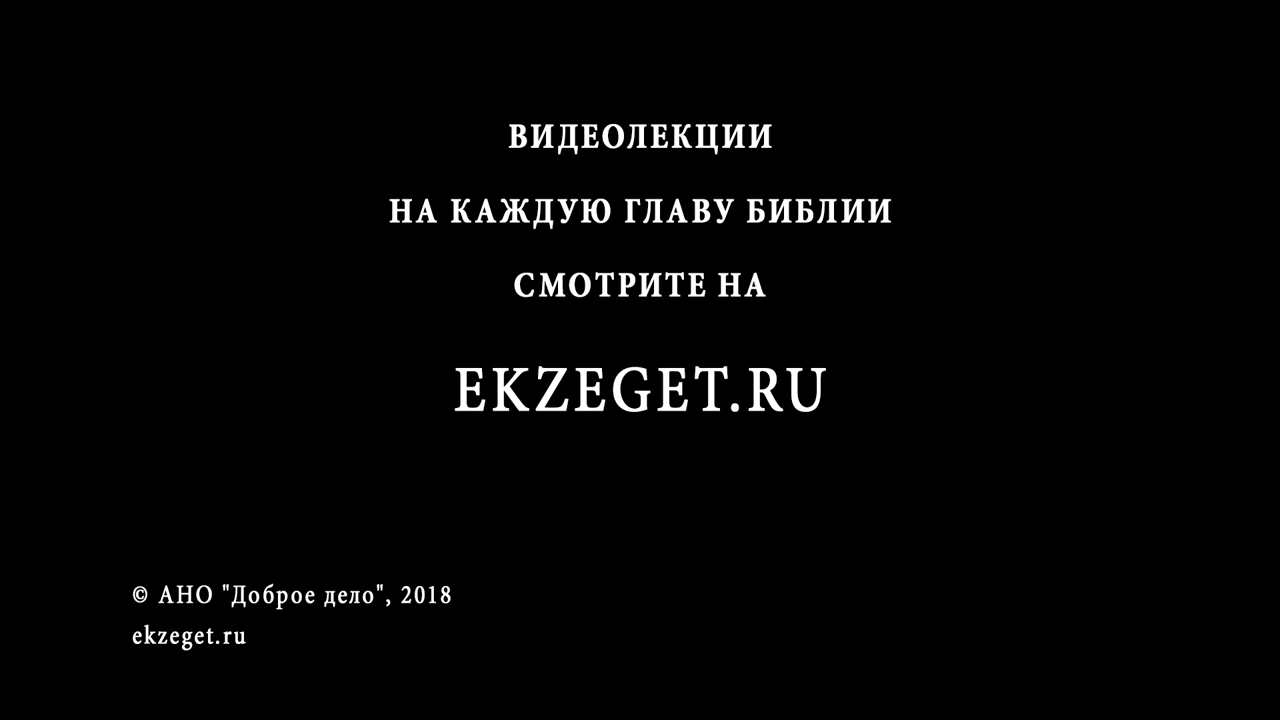 ВИДЕОЛЕКЦИИ
НА КАЖДУЮ ГЛАВУ БИБЛИИ
СМОТРИТЕ НА
EKZEGET.RU
© АНО "Доброе дело", 2018
ekzeget.ru